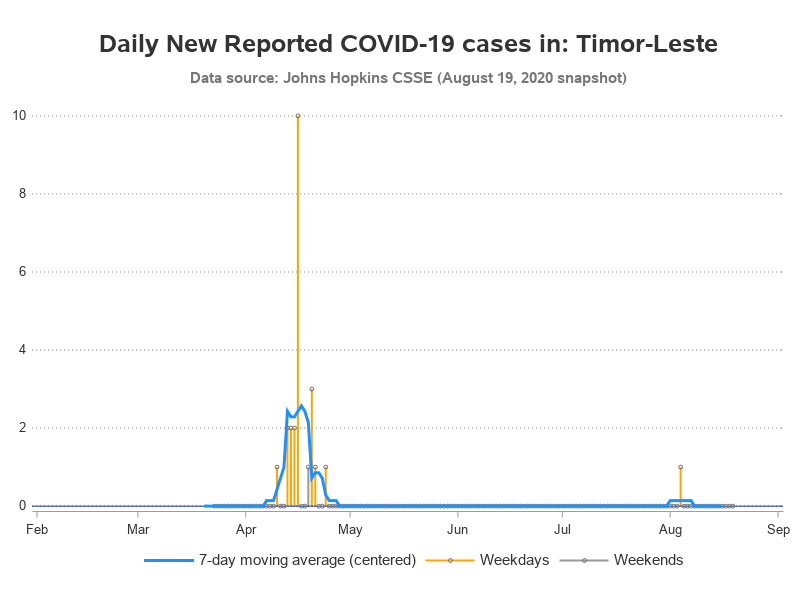 Daily New Reported COVID-19 cases in: Timor-Leste
Data source: Johns Hopkins CSSE (August 19, 2020 snapshot)
10
8
6
4
2
0
Feb Mar Apr May Jun Jul Aug Sep
7-day moving average (centered) Weekdays Weekends